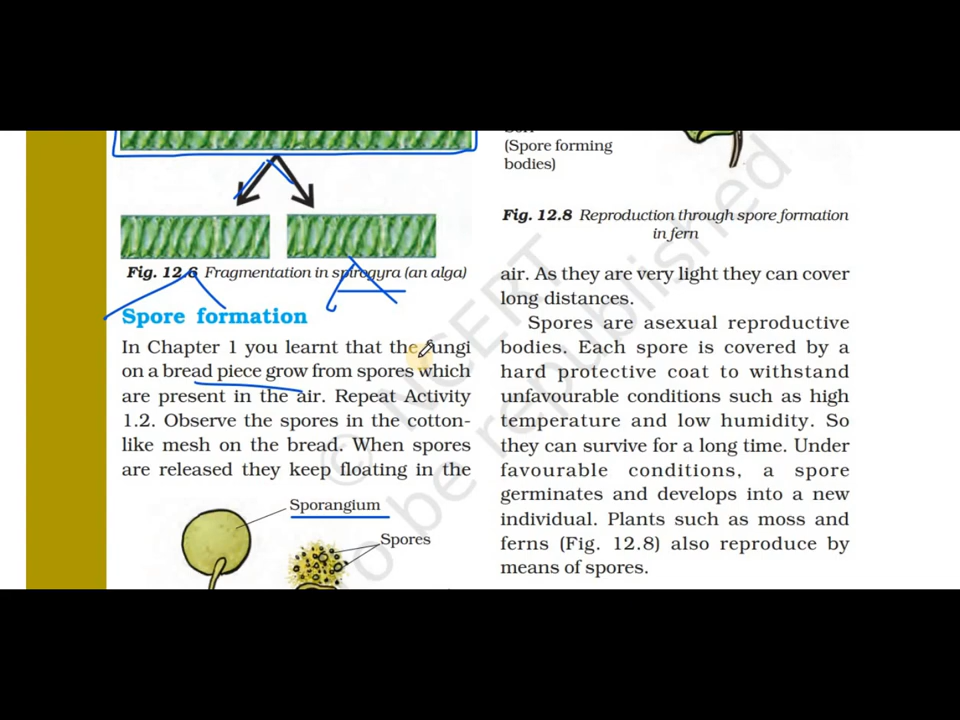 Fig. 12.6 Fragmentation in spirogyra (an alga)
Spore formation
In Chapter 1 you learnt that the fungi
on a bread piece grow from spores which
are present in the air. Repeat Activity
1.2. Observe the spores in the cotton-
like mesh on the bread. When spores
are released they keep floating in the
Sporangium
Spores
(Spore forming
bodies)
Fig. 12.8 Reproduction through spore formation
in fern
air. As they are very light they can cover
long distances.
Spores are asexual reproductive
bodies. Each spore is covered by a
hard protective coat to withstand
unfavourable conditions such as high
temperature and low humidity. So
they can survive for a long time. Under
favourable conditions, a spore
germinates and develops into a new
individual. Plants such as moss and
ferns (Fig. 12.8) also reproduce by
means of spores.
© NCERT
o be republished